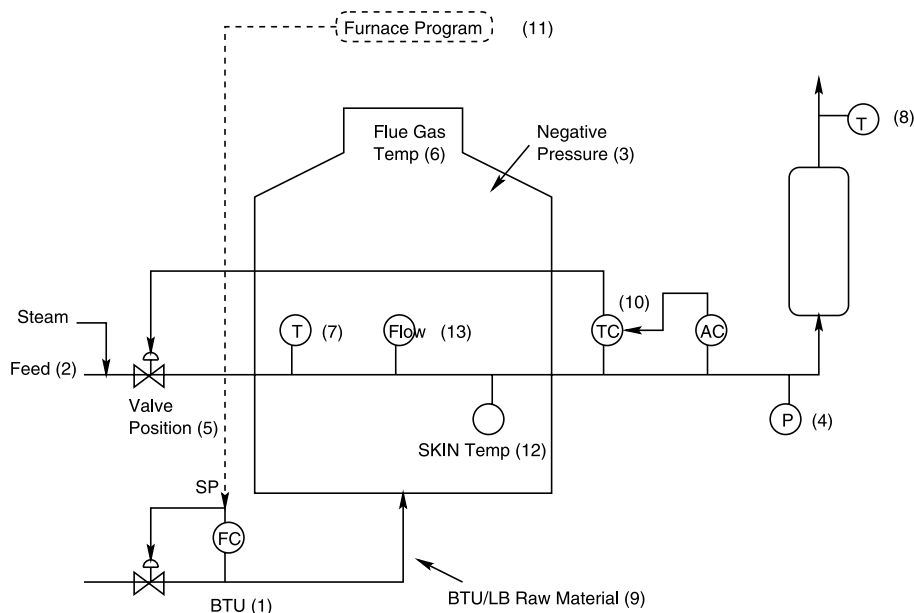 Furnace Program (11)
T (8)
Flue Gas
Temp (6)
Negative
Pressure (3)
Steam
(10)
T (7)
Flow (13)
TC
AC
Feed (2)
Valve
Position (5)
SKIN Temp (12)
P (4)
SP
FC
BTU (1)
BTU/LB Raw Material (9)